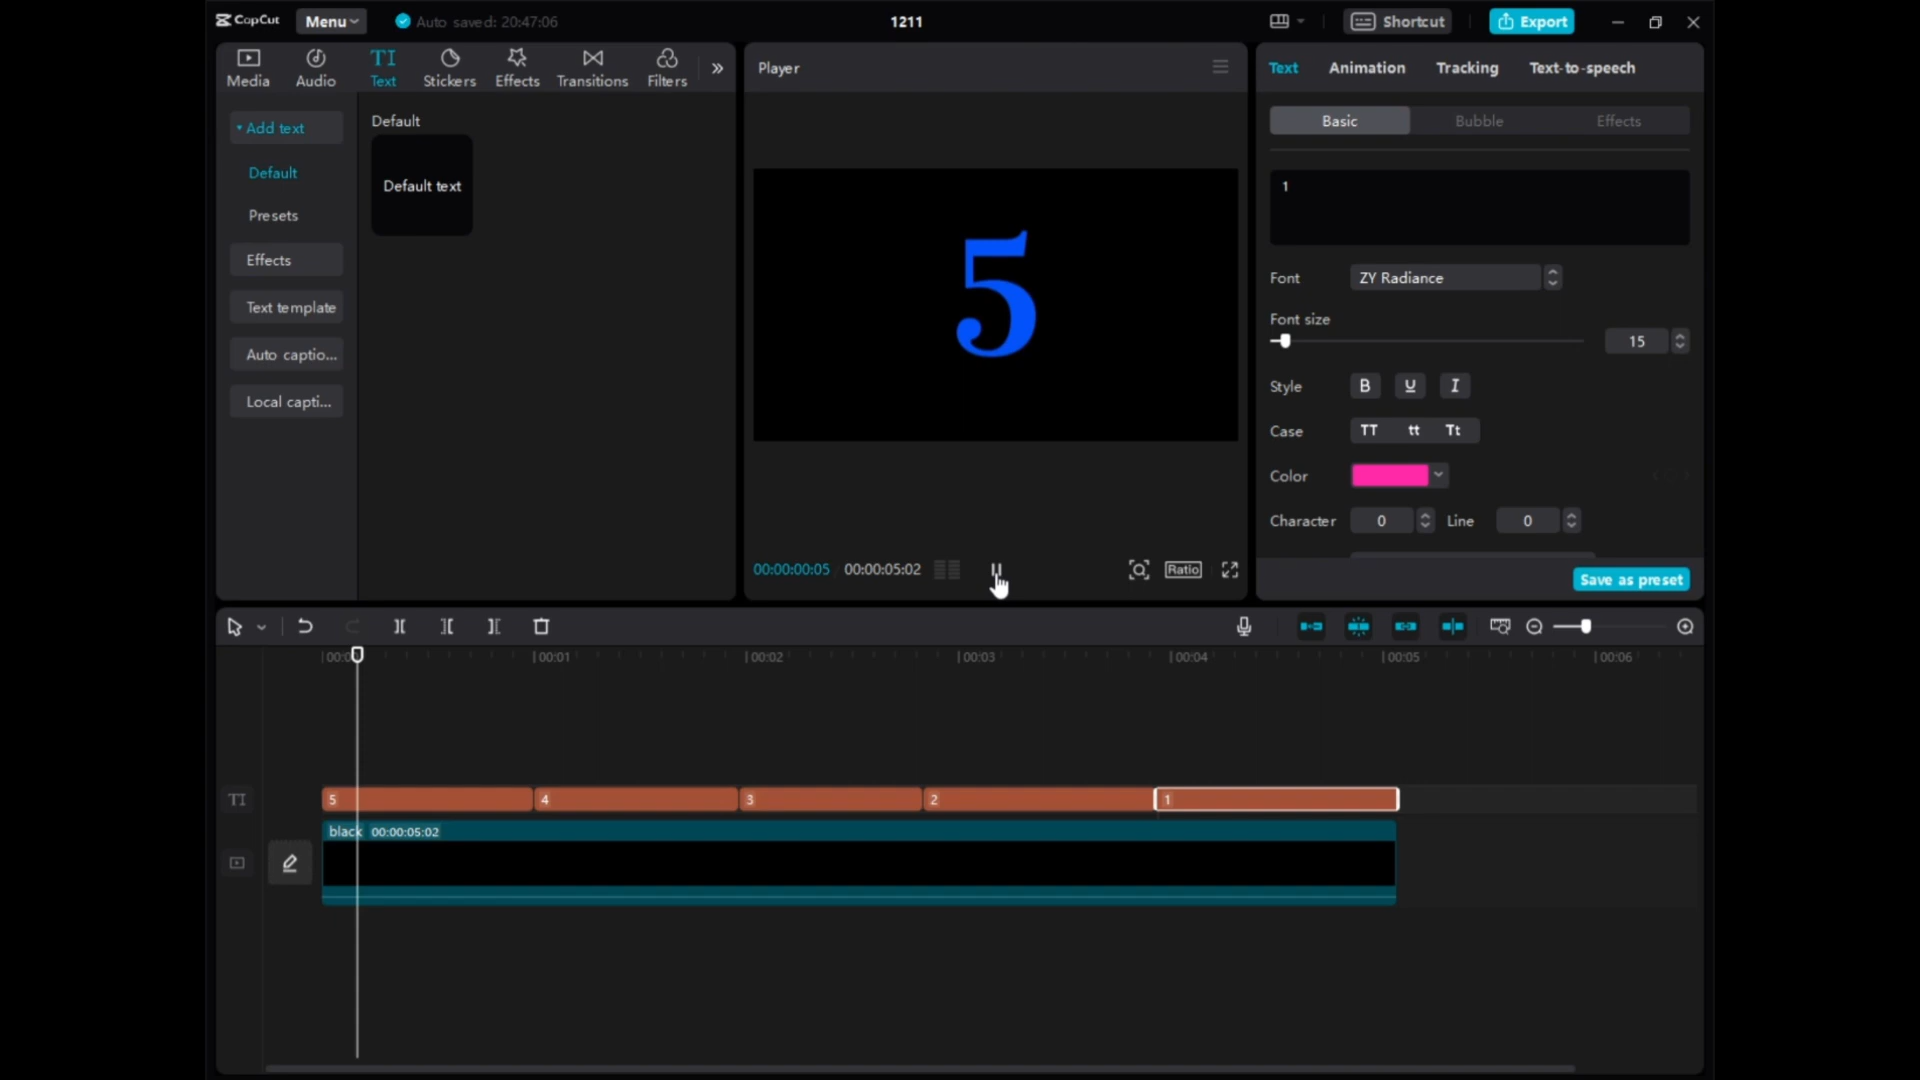 CapCut Menu Auto saved: 20:47:06 1211 Shortcut Export
Media Audio TI Text Stickers Effects Transitions Filters
Add text
Default
Presets
Effects
Text template
Auto captio...
Local capti...
Default
Default text
Player
5
00:00:00:05 00:00:05:02 Ratio
Text Animation Tracking Text-to-speech
Basic Bubble Effects
1
Font ZY Radiance
Font size
15
Style B U I
Case TT tt Tt
Color
Character 0 Line 0
Save as preset
00:01 00:02 00:03 00:04 00:05 00:06
TI 5 4 3 2 1
black 00:00:05:02